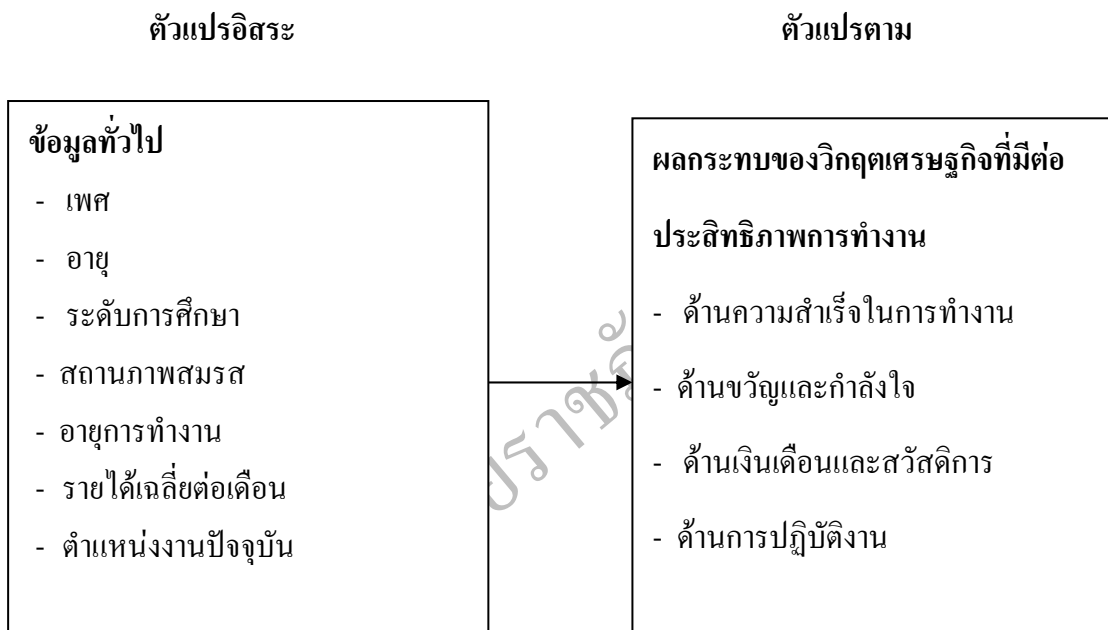 ตัวแปรอิสระ
ตัวแปรตาม
ข้อมูลทั่วไป
- เพศ
- อายุ
- ระดับการศึกษา
- สถานภาพสมรส
- อายุการทำงาน
- รายได้เฉลี่ยต่อเดือน
- ตำแหน่งงานปัจจุบัน
ผลกระทบของวิกฤตเศรษฐกิจที่มีต่อ
ประสิทธิภาพการทำงาน
- ด้านความสำเร็จในการทำงาน
- ด้านขวัญและกำลังใจ
- ด้านเงินเดือนและสวัสดิการ
- ด้านการปฏิบัติงาน